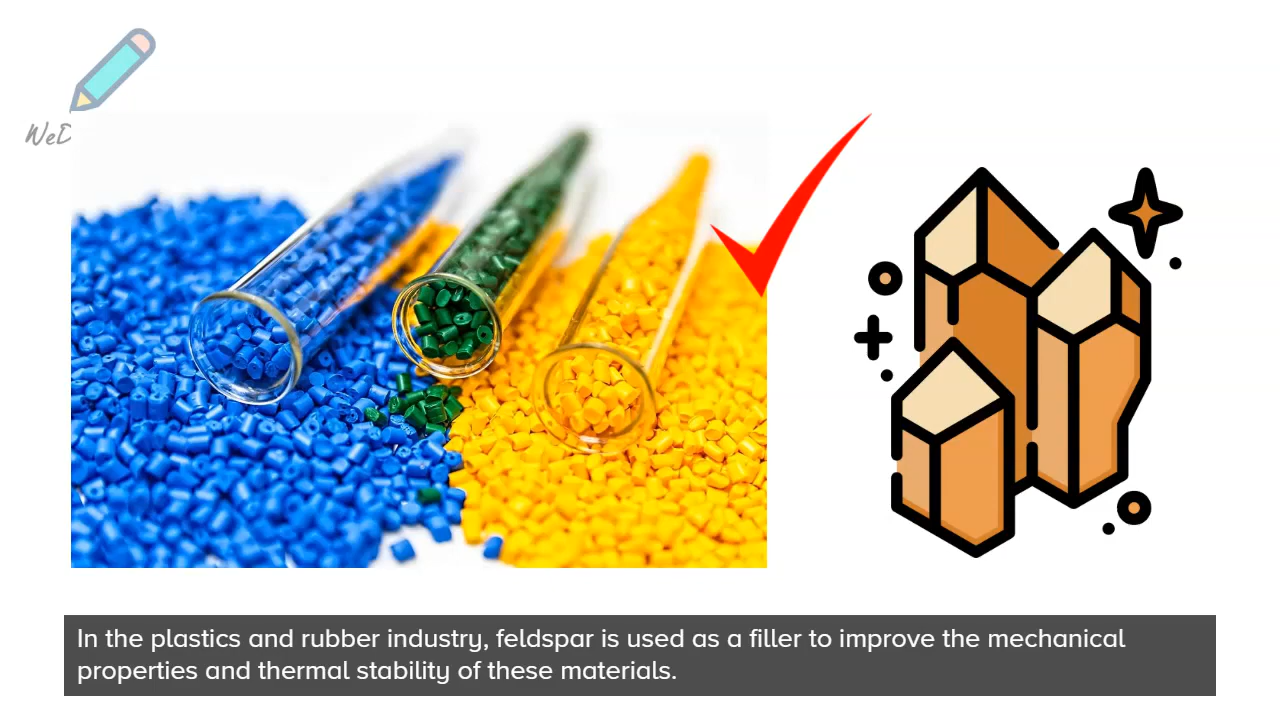 In the plastics and rubber industry, feldspar is used as a filler to improve the mechanical
properties and thermal stability of these materials.